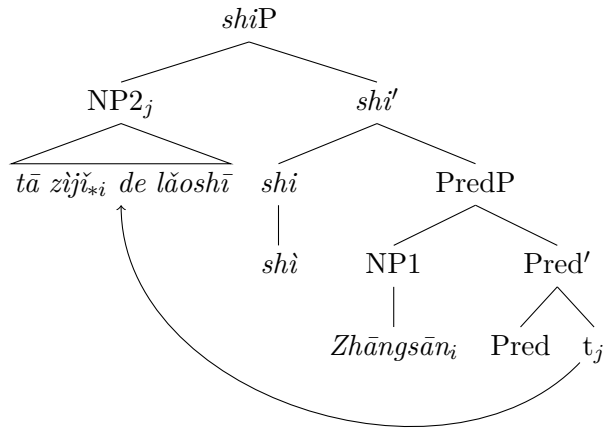 shiP
NP2j shi′
tā zìjǐ*i de lǎoshī shi PredP
shì NP1 Pred′
Zhāngsāni Pred tj